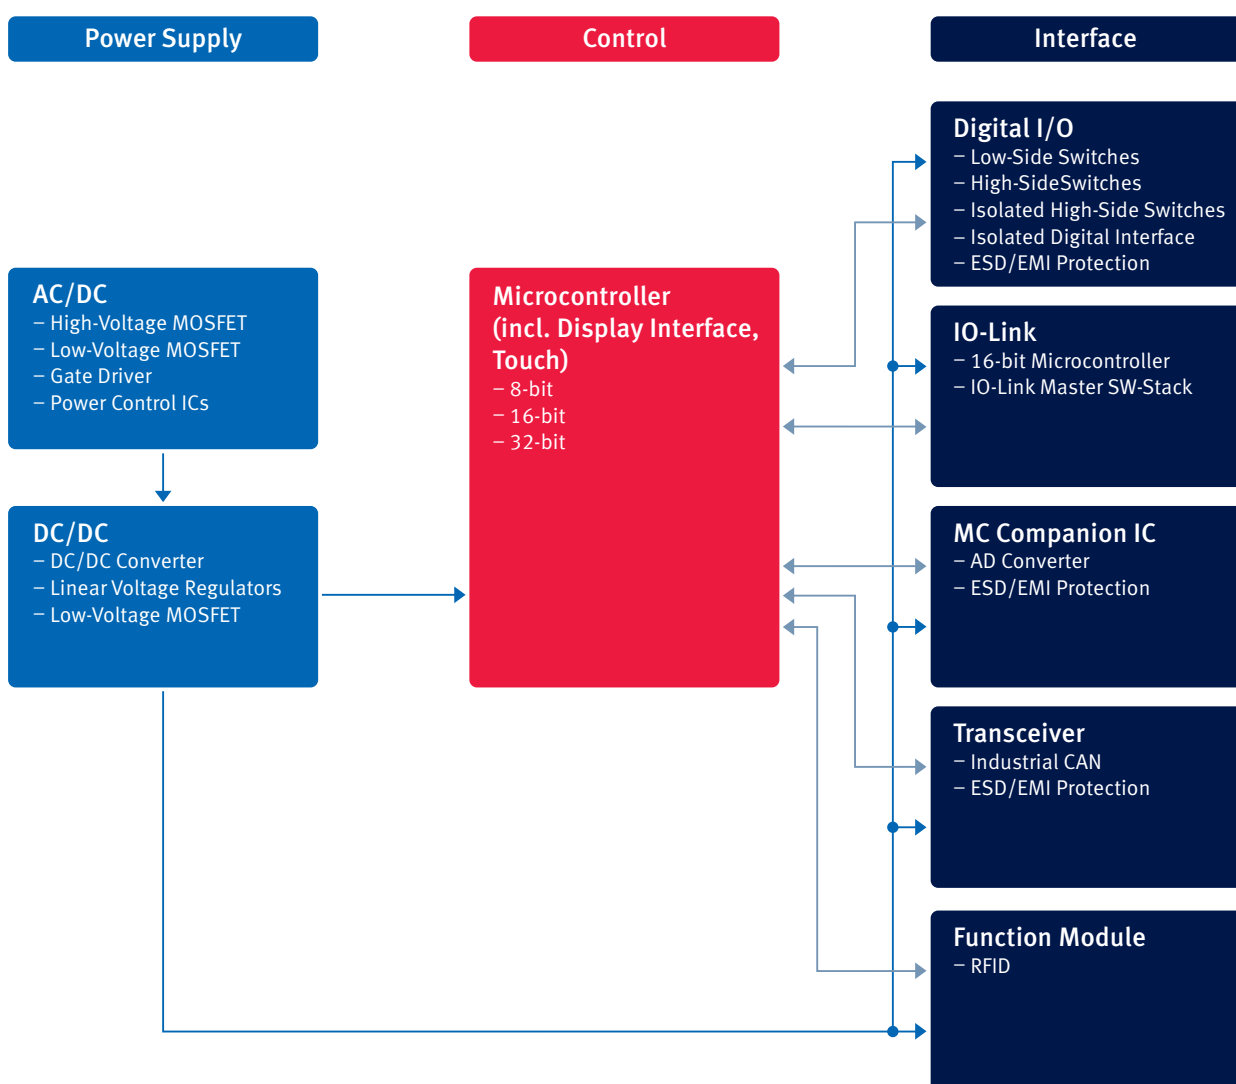 Power Supply
Control
Interface
AC/DC
– High-Voltage MOSFET
– Low-Voltage MOSFET
– Gate Driver
– Power Control ICs
DC/DC
– DC/DC Converter
– Linear Voltage Regulators
– Low-Voltage MOSFET
Microcontroller
(incl. Display Interface,
Touch)
– 8-bit
– 16-bit
– 32-bit
Digital I/O
– Low-Side Switches
– High-SideSwitches
– Isolated High-Side Switches
– Isolated Digital Interface
– ESD/EMI Protection
IO-Link
– 16-bit Microcontroller
– IO-Link Master SW-Stack
MC Companion IC
– AD Converter
– ESD/EMI Protection
Transceiver
– Industrial CAN
– ESD/EMI Protection
Function Module
– RFID